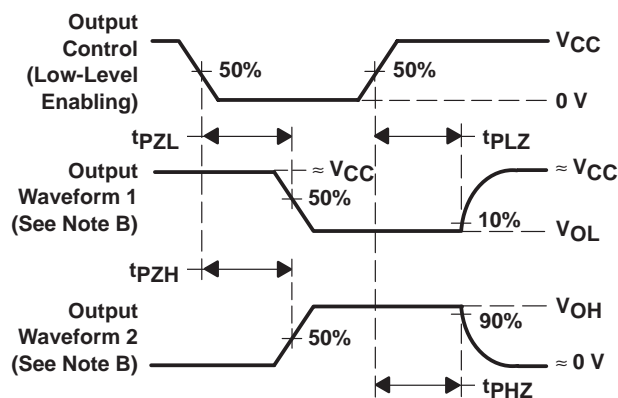 Output
Control
(Low-Level
Enabling)
50%
50%
VCC
0 V
tPZL
tPLZ
Output
Waveform 1
(See Note B)
≈ VCC
50%
≈ VCC
10%
VOL
tPZH
Output
Waveform 2
(See Note B)
50%
VOH
90%
≈ 0 V
tPHZ